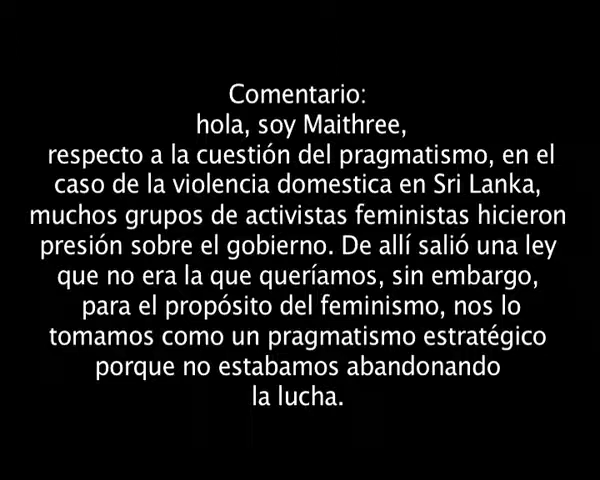 Comentario:
hola, soy Maithree,
respecto a la cuestión del pragmatismo, en el
caso de la violencia domestica en Sri Lanka,
muchos grupos de activistas feministas hicieron
presión sobre el gobierno. De allí salió una ley
que no era la que queríamos, sin embargo,
para el propósito del feminismo, nos lo
tomamos como un pragmatismo estratégico
porque no estabamos abandonando
la lucha.